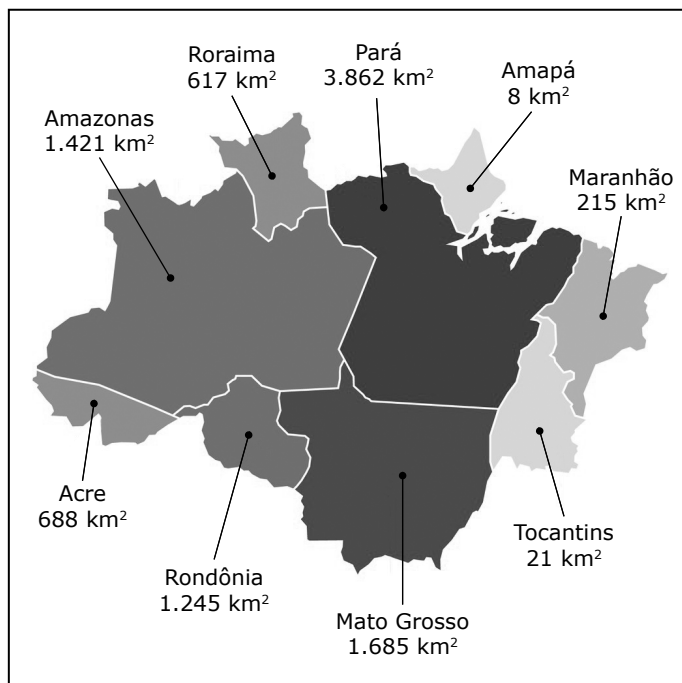 Roraima
617 km²
Pará
3.862 km²
Amapá
8 km²
Amazonas
1.421 km²
Maranhão
215 km²
Acre
688 km²
Rondônia
1.245 km²
Mato Grosso
1.685 km²
Tocantins
21 km²